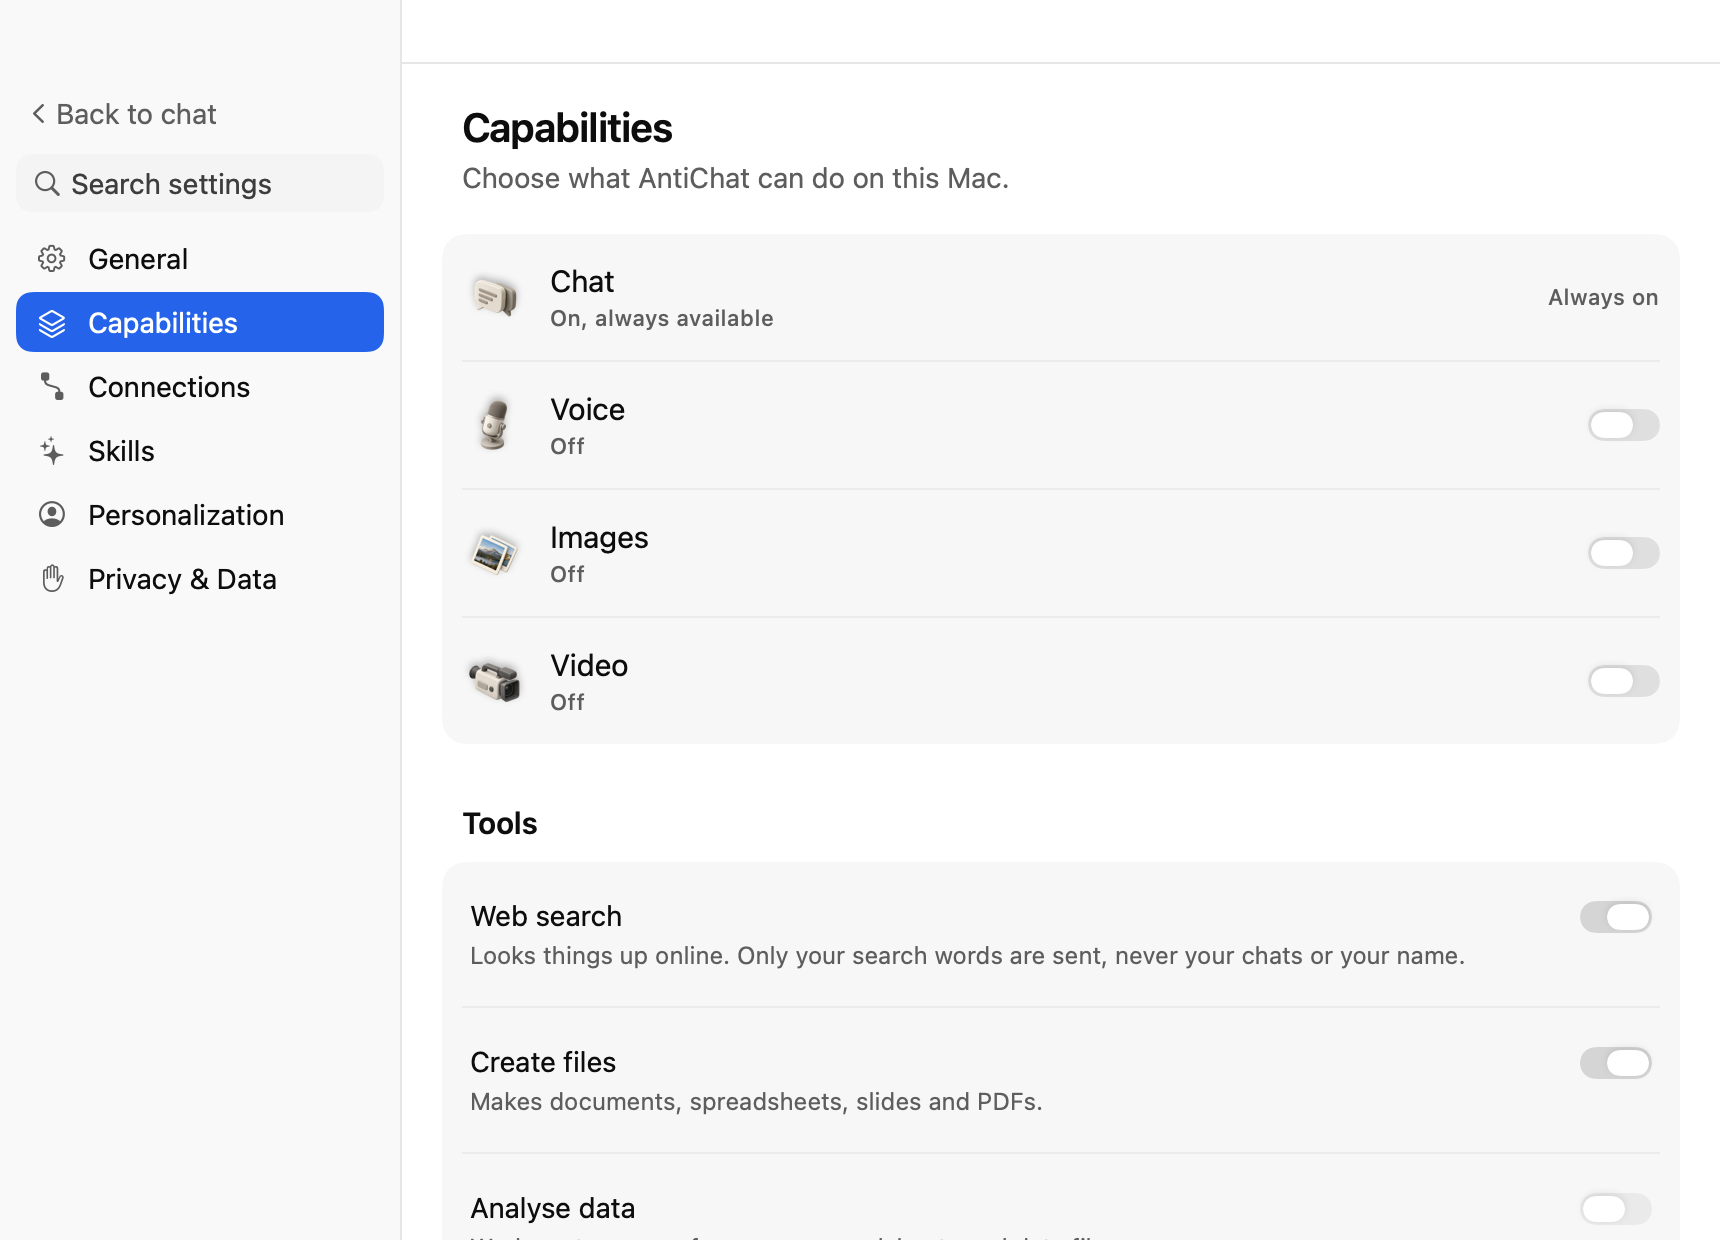 Back to chat
Search settings
General
Capabilities
Connections
Skills
Personalization
Privacy & Data
Capabilities
Choose what AntiChat can do on this Mac.
Chat
On, always available
Always on
Voice
Off
Images
Off
Video
Off
Tools
Web search
Looks things up online. Only your search words are sent, never your chats or your name.
Create files
Makes documents, spreadsheets, slides and PDFs.
Analyse data